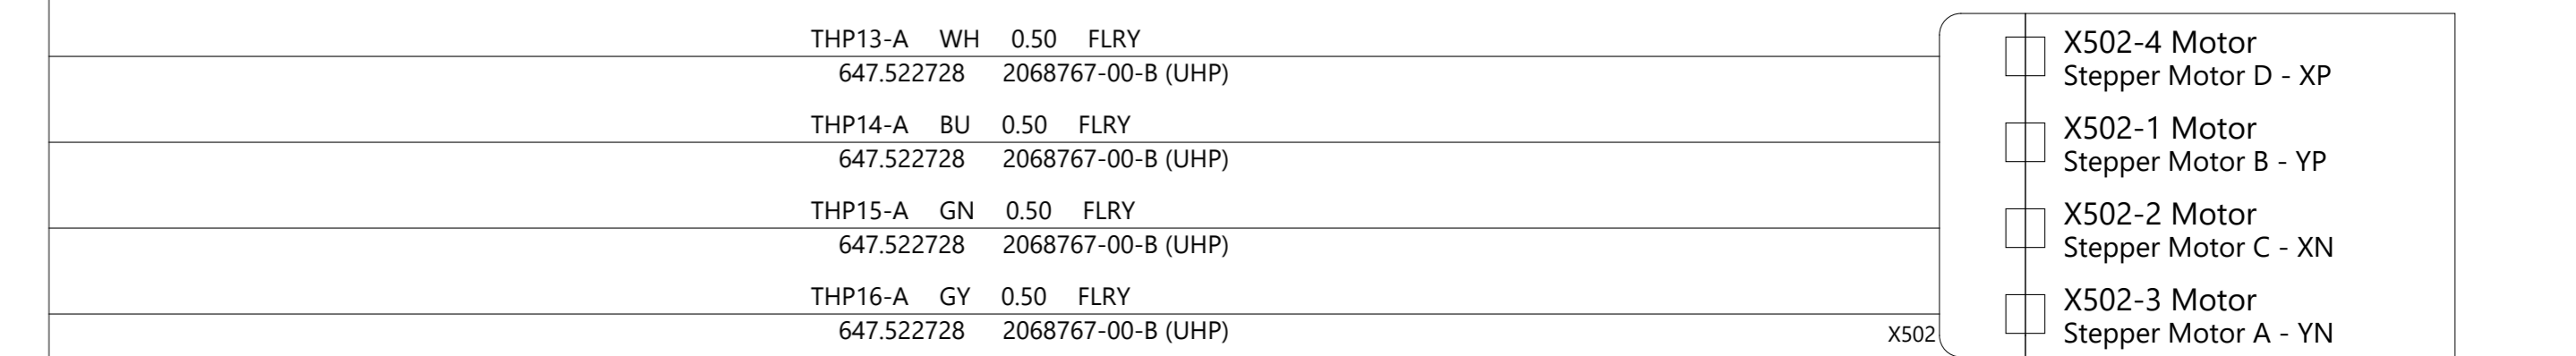 THP13-A WH 0.50 FLRY
647.522728 2068767-00-B (UHP)
X502-4 Motor
Stepper Motor D - XP
THP14-A BU 0.50 FLRY
647.522728 2068767-00-B (UHP)
X502-1 Motor
Stepper Motor B - YP
THP15-A GN 0.50 FLRY
647.522728 2068767-00-B (UHP)
X502-2 Motor
Stepper Motor C - XN
THP16-A GY 0.50 FLRY
647.522728 2068767-00-B (UHP)
X502
X502-3 Motor
Stepper Motor A - YN